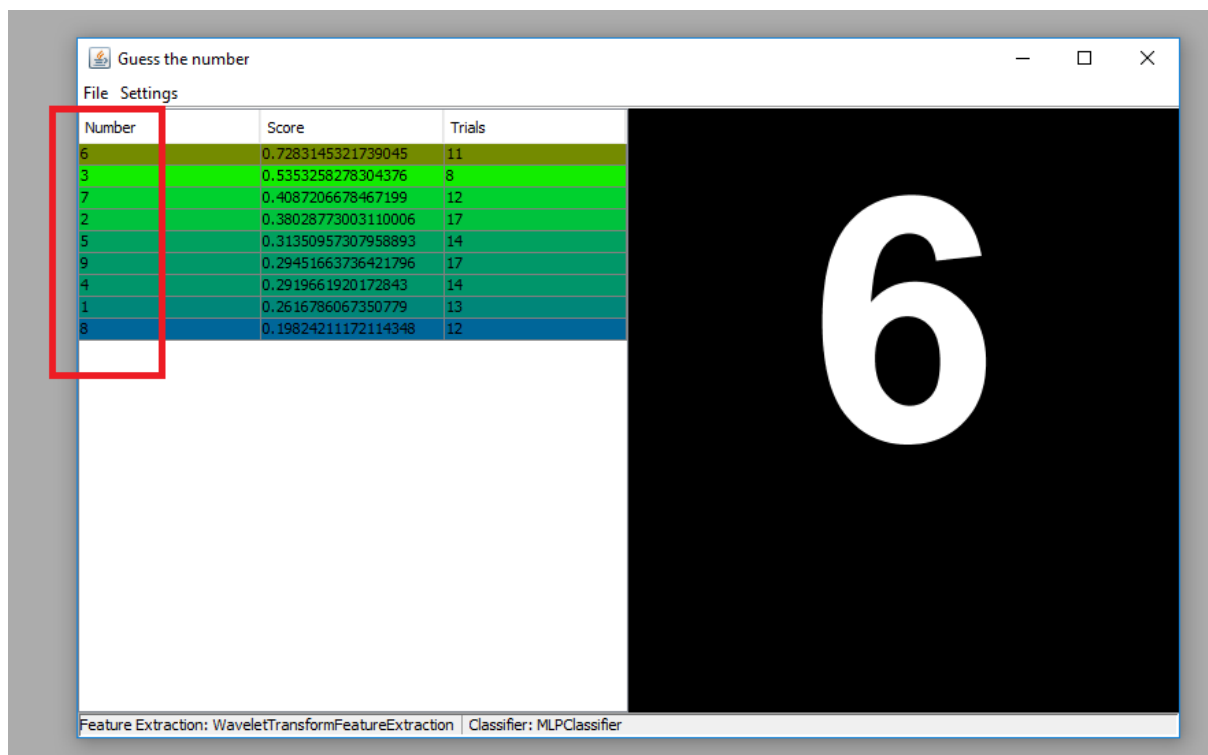 Guess the number
File Settings
Number Score Trials
6 0.7283145321739045 11
3 0.5353258278304376 8
7 0.4087206678467199 12
2 0.38028773003110006 17
5 0.31350957307958893 14
9 0.29451663736421796 17
4 0.2919661920172843 14
1 0.2616786067350779 13
8 0.19824211172114348 12
6
Feature Extraction: WaveletTransformFeatureExtraction Classifier: MLPClassifier